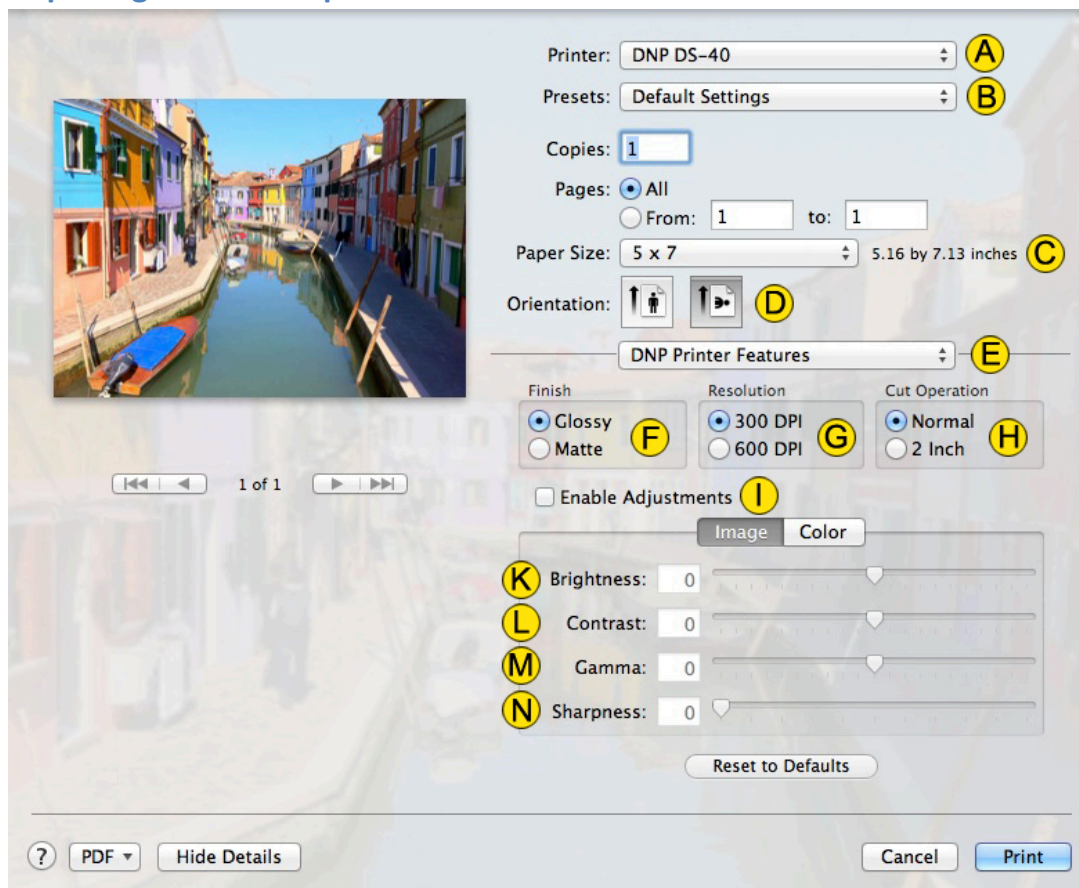 Printer: DNP DS-40 A
Presets: Default Settings B
Copies: 1
Pages: All
From: 1 to: 1
Paper Size: 5 x 7 5.16 by 7.13 inches C
Orientation: D
DNP Printer Features E
Finish Resolution Cut Operation
Glossy 300 DPI Normal
Matte F 600 DPI G 2 Inch H
1 of 1
Enable Adjustments I
Image Color
K Brightness: 0
L Contrast: 0
M Gamma: 0
N Sharpness: 0
Reset to Defaults
? PDF Hide Details Cancel Print